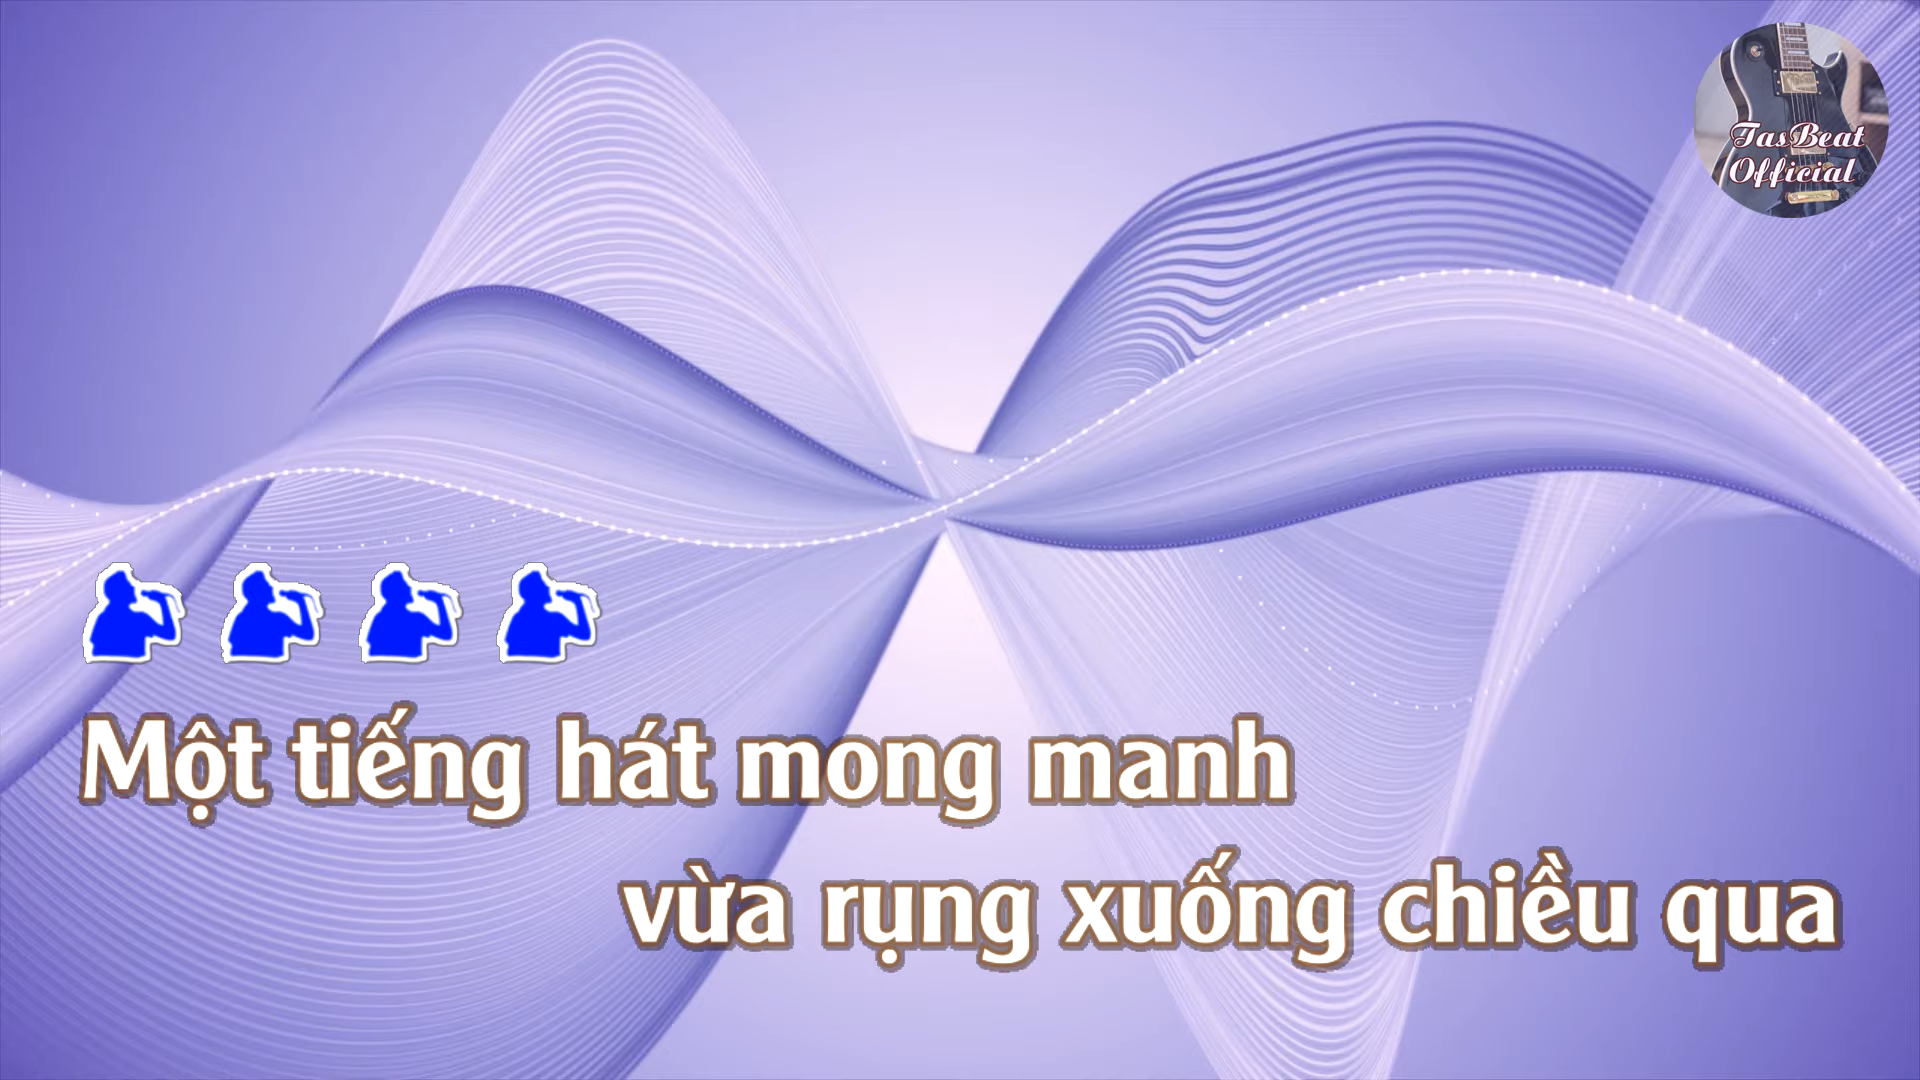 TasBeat
Official
Một tiếng hát mong manh
vừa rụng xuống chiều qua